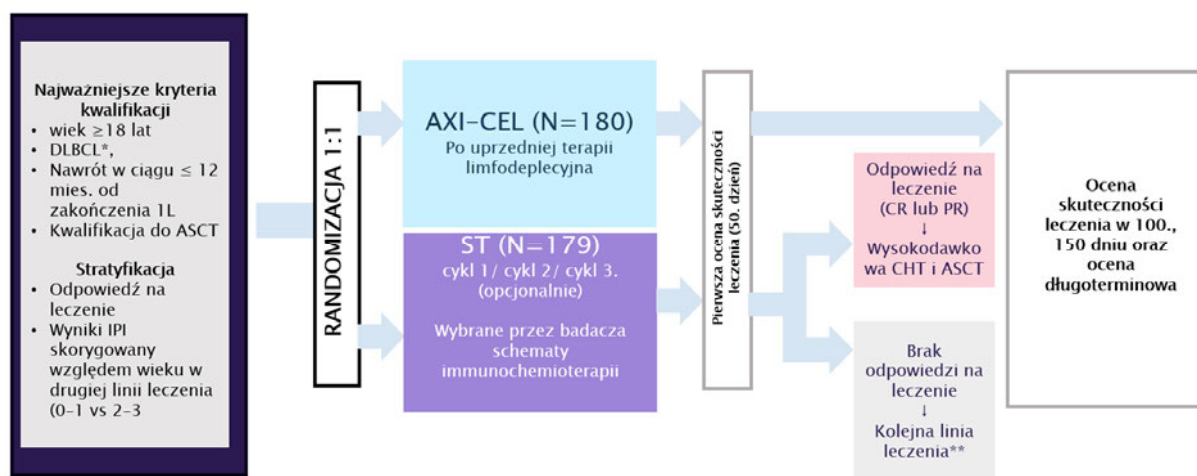 Najważniejsze kryteria
kwalifikacji
• wiek ≥18 lat
• DLBCL*,
• Nawrót w ciągu ≤ 12
mies. od
zakończenia 1L
• Kwalifikacja do ASCT
Stratyfikacja
• Odpowiedź na
leczenie
• Wyniki IPI
skorygowany
względem wieku w
drugiej linii leczenia
(0–1 vs 2–3
RANDOMIZACJA 1:1
AXI–CEL (N=180)
Po uprzedniej terapii
limfodeplecyjna
ST (N=179)
cykl 1/ cykl 2/ cykl 3.
(opcjonalnie)
Wybrane przez badacza
schematy
immunochemioterapii
Pierwsza ocena skuteczności
leczenia (50. dzień)
Odpowiedź na
leczenie
(CR lub PR)
↓
Wysokodawko
wa CHT i ASCT
Brak
odpowiedzi na
leczenie
↓
Kolejna linia
leczenia**
Ocena
skuteczności
leczenia w 100.,
150 dniu oraz
ocena
długoterminowa